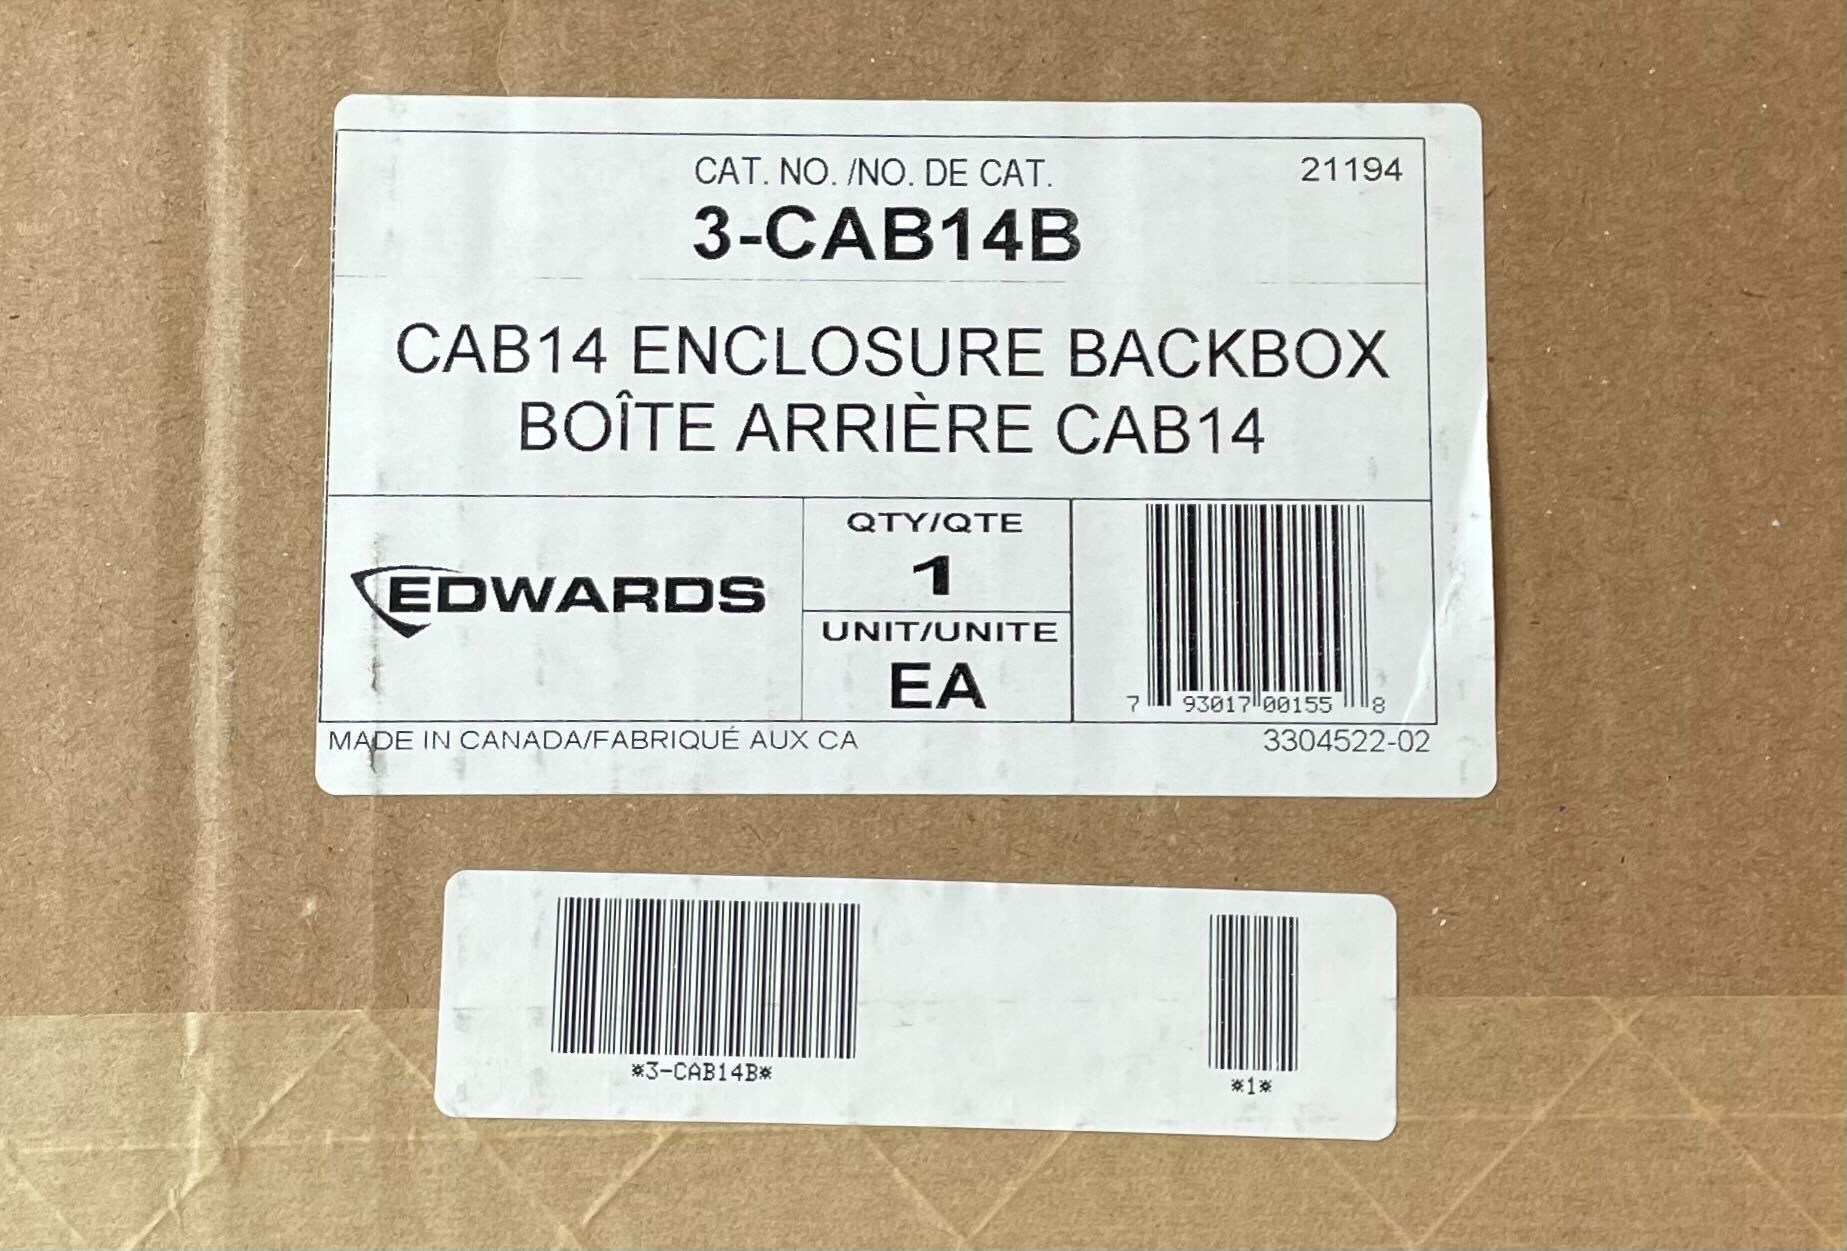 CAT. NO. /NO. DE CAT.
21194
3-CAB14B
CAB14 ENCLOSURE BACKBOX
BOÎTE ARRIÈRE CAB14
EDWARDS
QTY/QTE
1
UNIT/UNITE
EA
7 93017 00155 8
MADE IN CANADA/FABRIQUÉ AUX CA
3304522-02
*3-CAB14B*
*1*